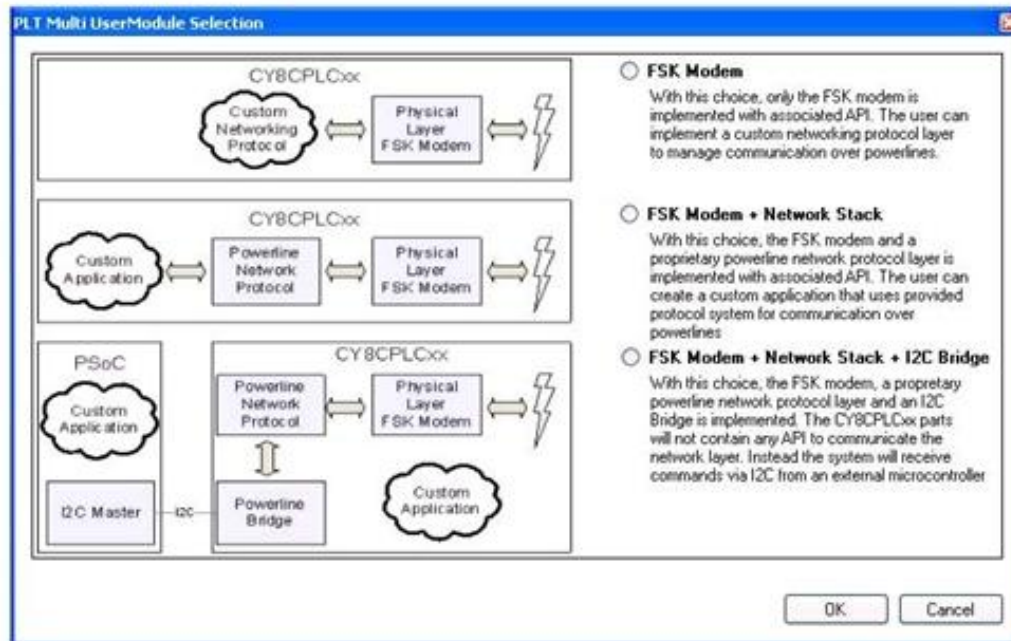 PLT Multi UserModule Selection
CY8CPLCxx
Custom
Networking
Protocol
Physical
Layer
FSK Modem
FSK Modem
With this choice, only the FSK modem is
implemented with associated API. The user can
implement a custom networking protocol layer
to manage communication over powerlines.
CY8CPLCxx
Custom
Application
Powerline
Network
Protocol
Physical
Layer
FSK Modem
FSK Modem + Network Stack
With this choice, the FSK modem and a
proprietary powerline network protocol layer is
implemented with associated API. The user can
create a custom application that uses provided
protocol system for communication over
powerlines
PSoC
Custom
Application
I2C Master
I2C
CY8CPLCxx
Powerline
Network
Protocol
Physical
Layer
FSK Modem
Powerline
Bridge
Custom
Application
FSK Modem + Network Stack + I2C Bridge
With this choice, the FSK modem, a propretary
powerline network protocol layer and an I2C
Bridge is implemented. The CY8CPLCxx parts
will not contain any API to communicate the
network layer. Instead the system will receive
commands via I2C from an external microcontroller
OK
Cancel